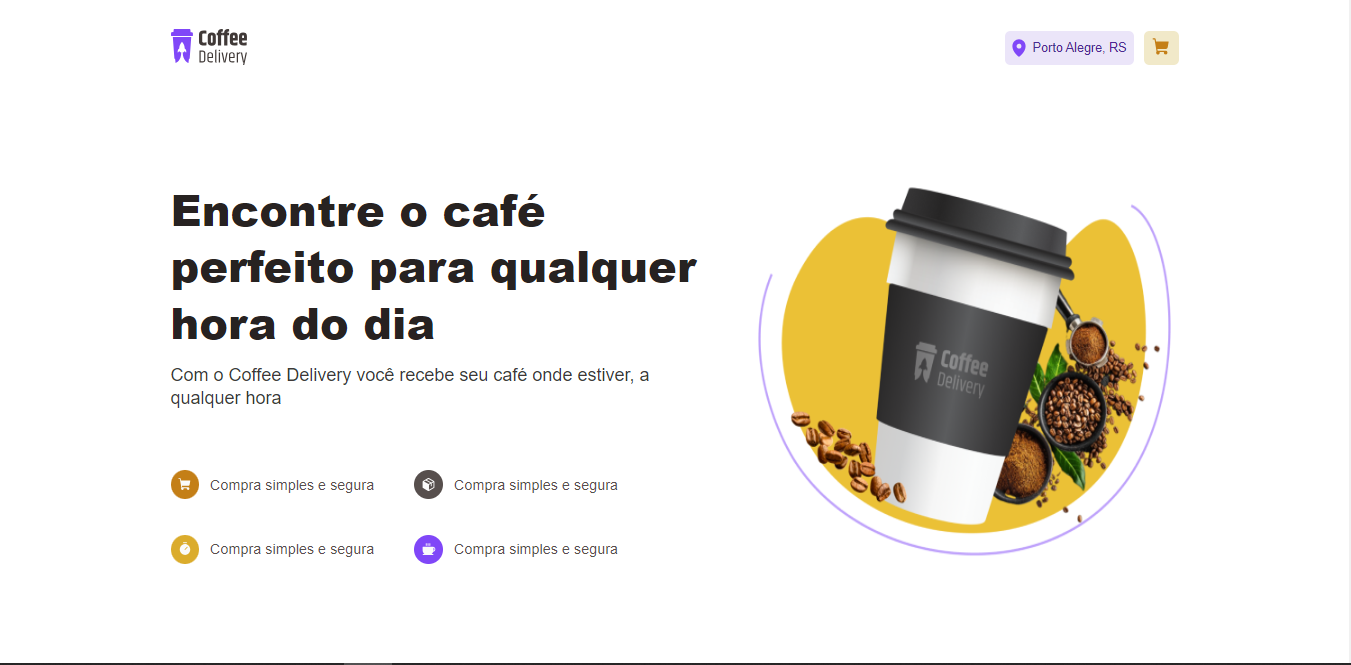 Coffee
Delivery
Porto Alegre, RS
Encontre o café
perfeito para qualquer
hora do dia
Com o Coffee Delivery você recebe seu café onde estiver, a
qualquer hora
Compra simples e segura
Compra simples e segura
Compra simples e segura
Compra simples e segura
Coffee
Delivery